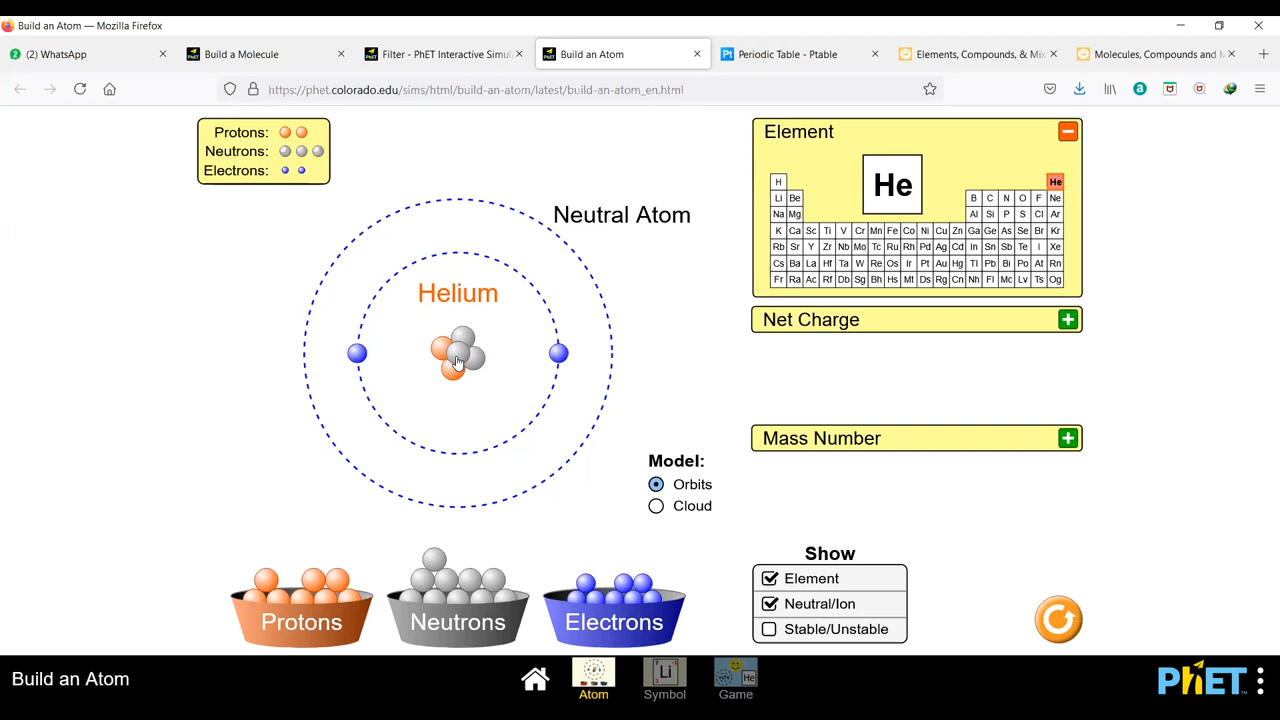 Build an Atom — Mozilla Firefox
2 (2) WhatsApp
Build a Molecule
Filter - PhET Interactive Simul
Build an Atom
Pt Periodic Table - Ptable
Elements, Compounds, & Mix
Molecules, Compounds and M
https://phet.colorado.edu/sims/html/build-an-atom/latest/build-an-atom_en.html
Protons:
Neutrons:
Electrons:
Neutral Atom
Helium
Element
He
H He
Li Be B C N O F Ne
Na Mg Al Si P S Cl Ar
K Ca Sc Ti V Cr Mn Fe Co Ni Cu Zn Ga Ge As Se Br Kr
Rb Sr Y Zr Nb Mo Tc Ru Rh Pd Ag Cd In Sn Sb Te I Xe
Cs Ba La Hf Ta W Re Os Ir Pt Au Hg Tl Pb Bi Po At Rn
Fr Ra Ac Rf Db Sg Bh Hs Mt Ds Rg Cn Nh Fl Mc Lv Ts Og
Net Charge
Mass Number
Model:
Orbits
Cloud
Protons
Neutrons
Electrons
Show
Element
Neutral/Ion
Stable/Unstable
Build an Atom
Atom
Li
Symbol
He
Game
PhET